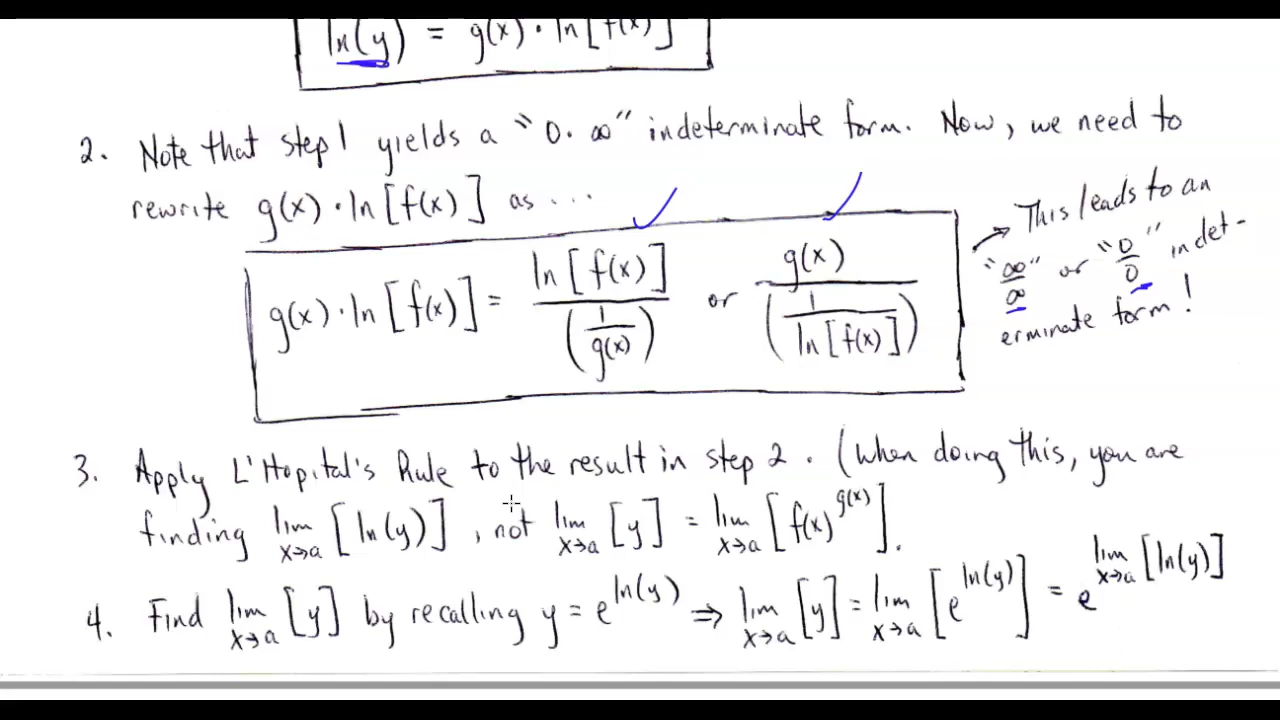 ln(y) = g(x) · ln[f(x)]
2. Note that step 1 yields a "0·∞" indeterminate form. Now, we need to
rewrite g(x)·ln[f(x)] as ...
g(x)·ln[f(x)] = ln[f(x)] / (1/g(x)) or g(x) / (1/ln[f(x)])
This leads to an
"∞/∞" or "0/0" indet-
erminate form!
3. Apply L'Hopital's Rule to the result in step 2. (When doing this, you are
finding lim x→a [ln(y)], not lim x→a [y] = lim x→a [f(x)^g(x)].
4. Find lim x→a [y] by recalling y = e^ln(y) ⇒ lim x→a [y] = lim x→a [e^ln(y)] = e^lim x→a [ln(y)]